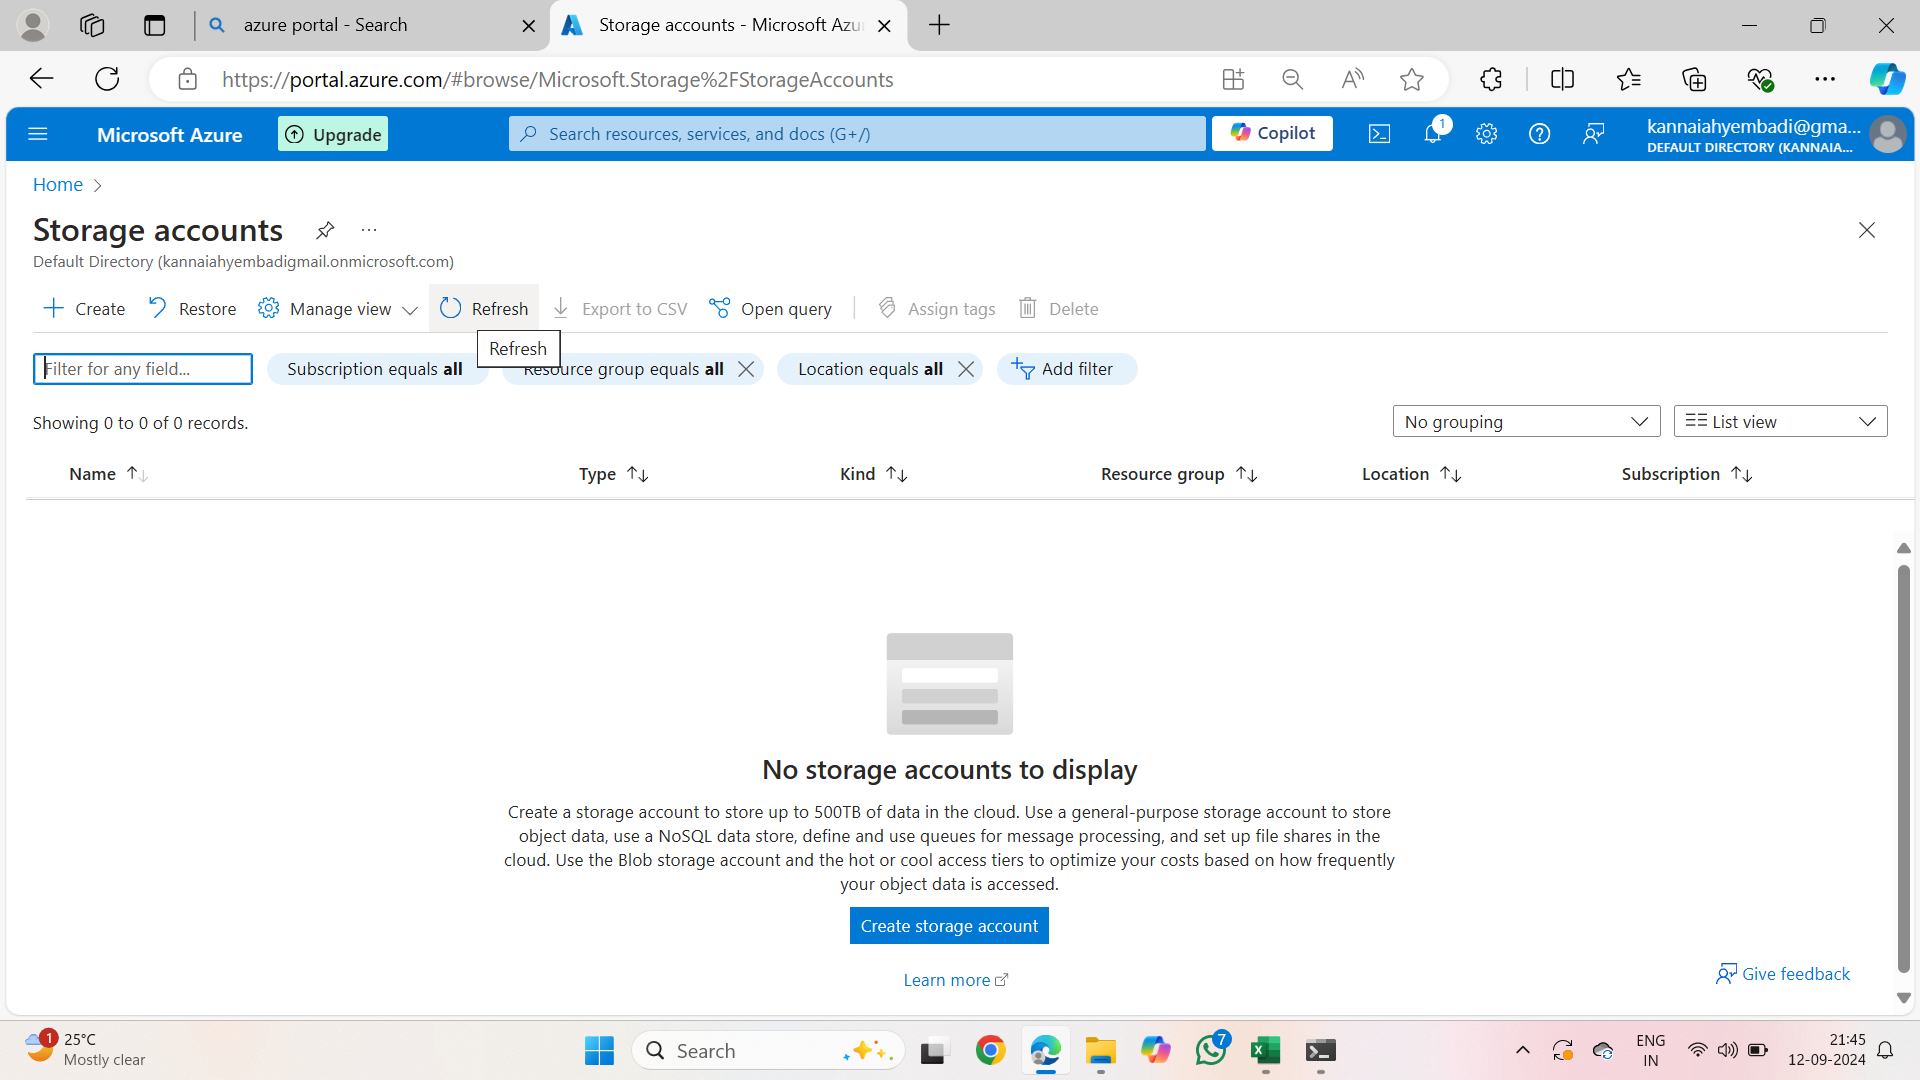 azure portal - Search
Storage accounts - Microsoft Azu
https://portal.azure.com/#browse/Microsoft.Storage%2FStorageAccounts
Microsoft Azure
Upgrade
Search resources, services, and docs (G+/)
Copilot
1
kannaiahyembadi@gma...
DEFAULT DIRECTORY (KANNAIA...
Home
Storage accounts
Default Directory (kannaiahyembadigmail.onmicrosoft.com)
Create
Restore
Manage view
Refresh
Export to CSV
Open query
Assign tags
Delete
Refresh
Filter for any field...
Subscription equals all
Resource group equals all
Location equals all
Add filter
Showing 0 to 0 of 0 records.
No grouping
List view
Name
Type
Kind
Resource group
Location
Subscription
No storage accounts to display
Create a storage account to store up to 500TB of data in the cloud. Use a general-purpose storage account to store
object data, use a NoSQL data store, define and use queues for message processing, and set up file shares in the
cloud. Use the Blob storage account and the hot or cool access tiers to optimize your costs based on how frequently
your object data is accessed.
Create storage account
Learn more
Give feedback
1
25°C
Mostly clear
Search
7
ENG
IN
21:45
12-09-2024